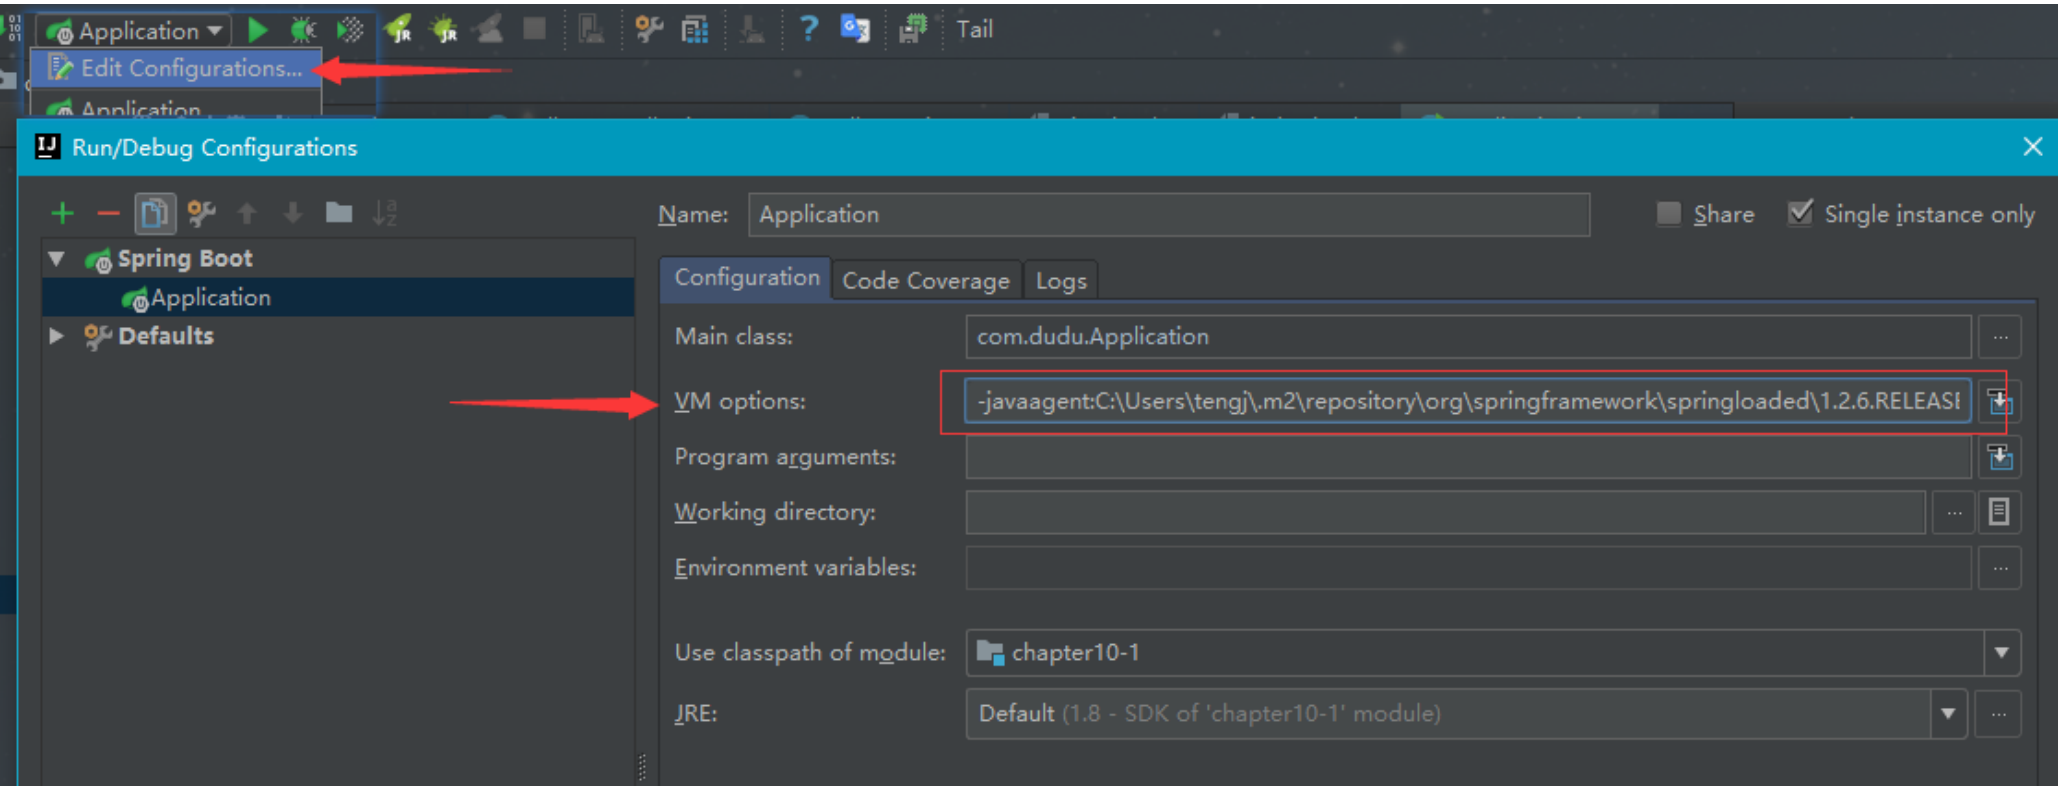 Application
Tail
Edit Configurations...
Application
IJ Run/Debug Configurations
Name: Application Share Single instance only
Spring Boot
Application
Defaults
Configuration Code Coverage Logs
Main class: com.dudu.Application ...
VM options: -javaagent:C:\Users\tengj\.m2\repository\org\springframework\springloaded\1.2.6.RELEASE
Program arguments:
Working directory: ...
Environment variables: ...
Use classpath of module: chapter10-1
JRE: Default (1.8 - SDK of 'chapter10-1' module) ...